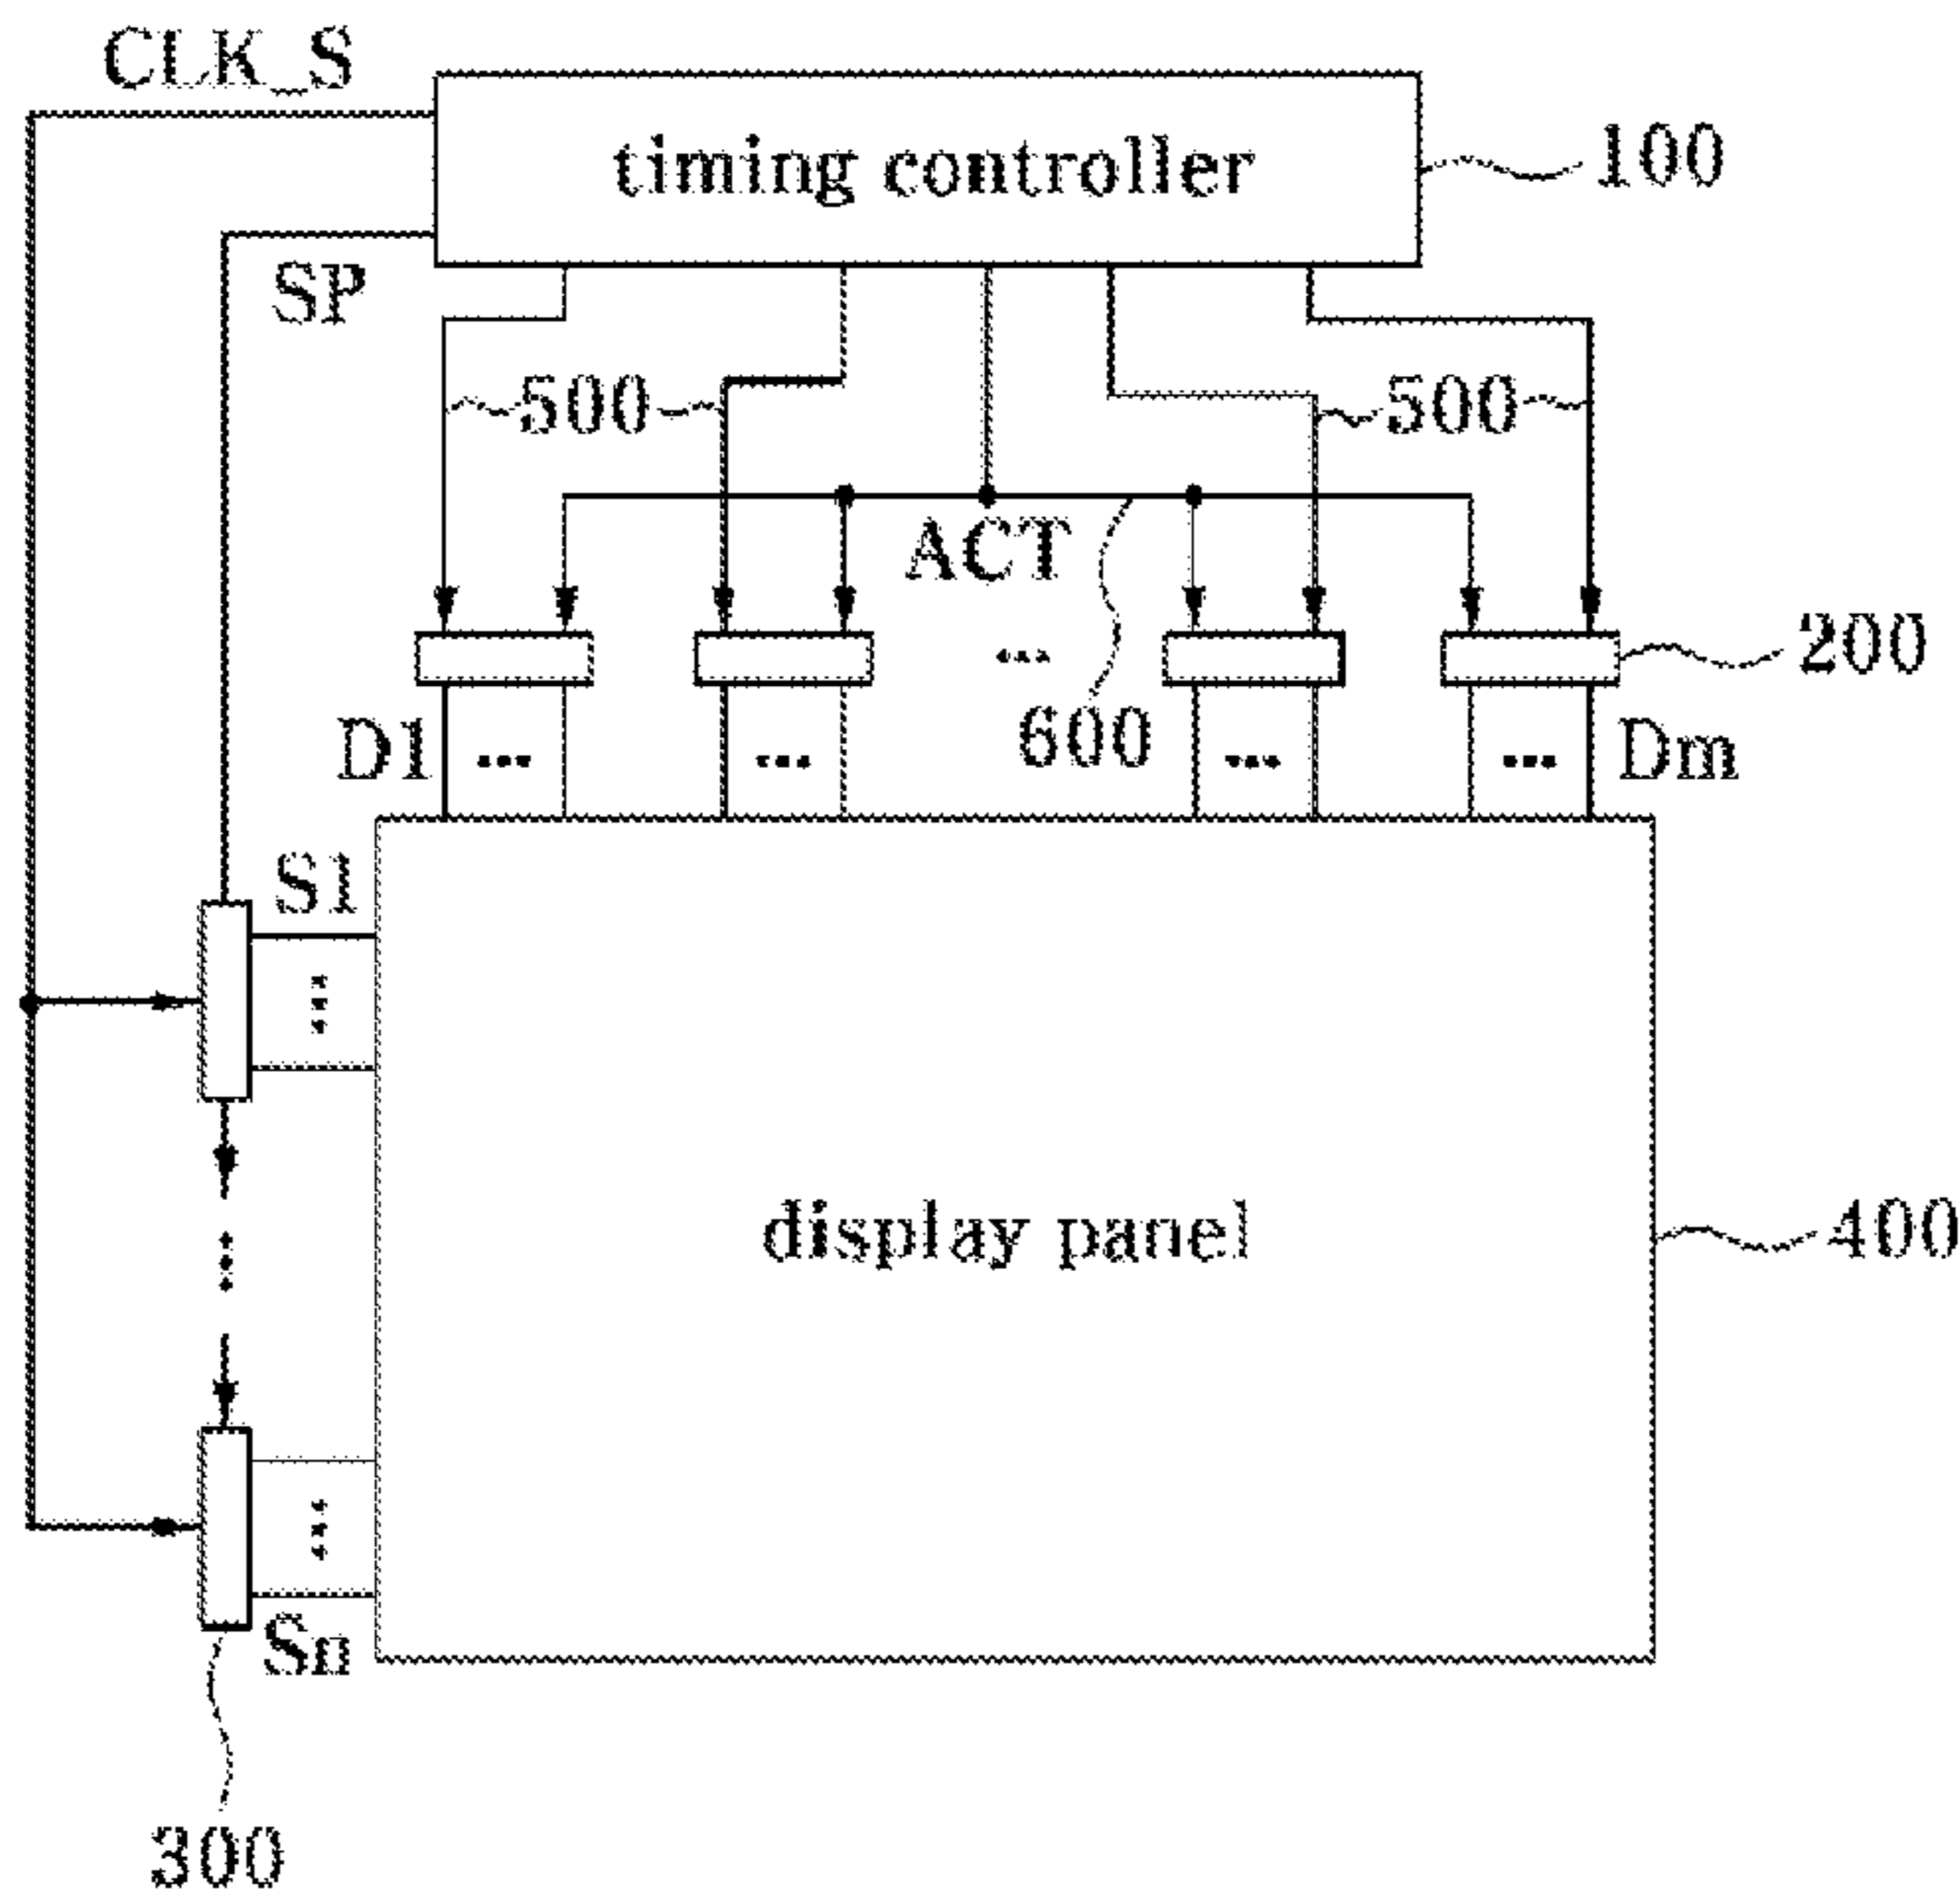 CLK_S
timing controller
100
SP
500
500
ACT
200
D1
...
...
600
...
...
Dm
S1
display panel
400
Sn
300